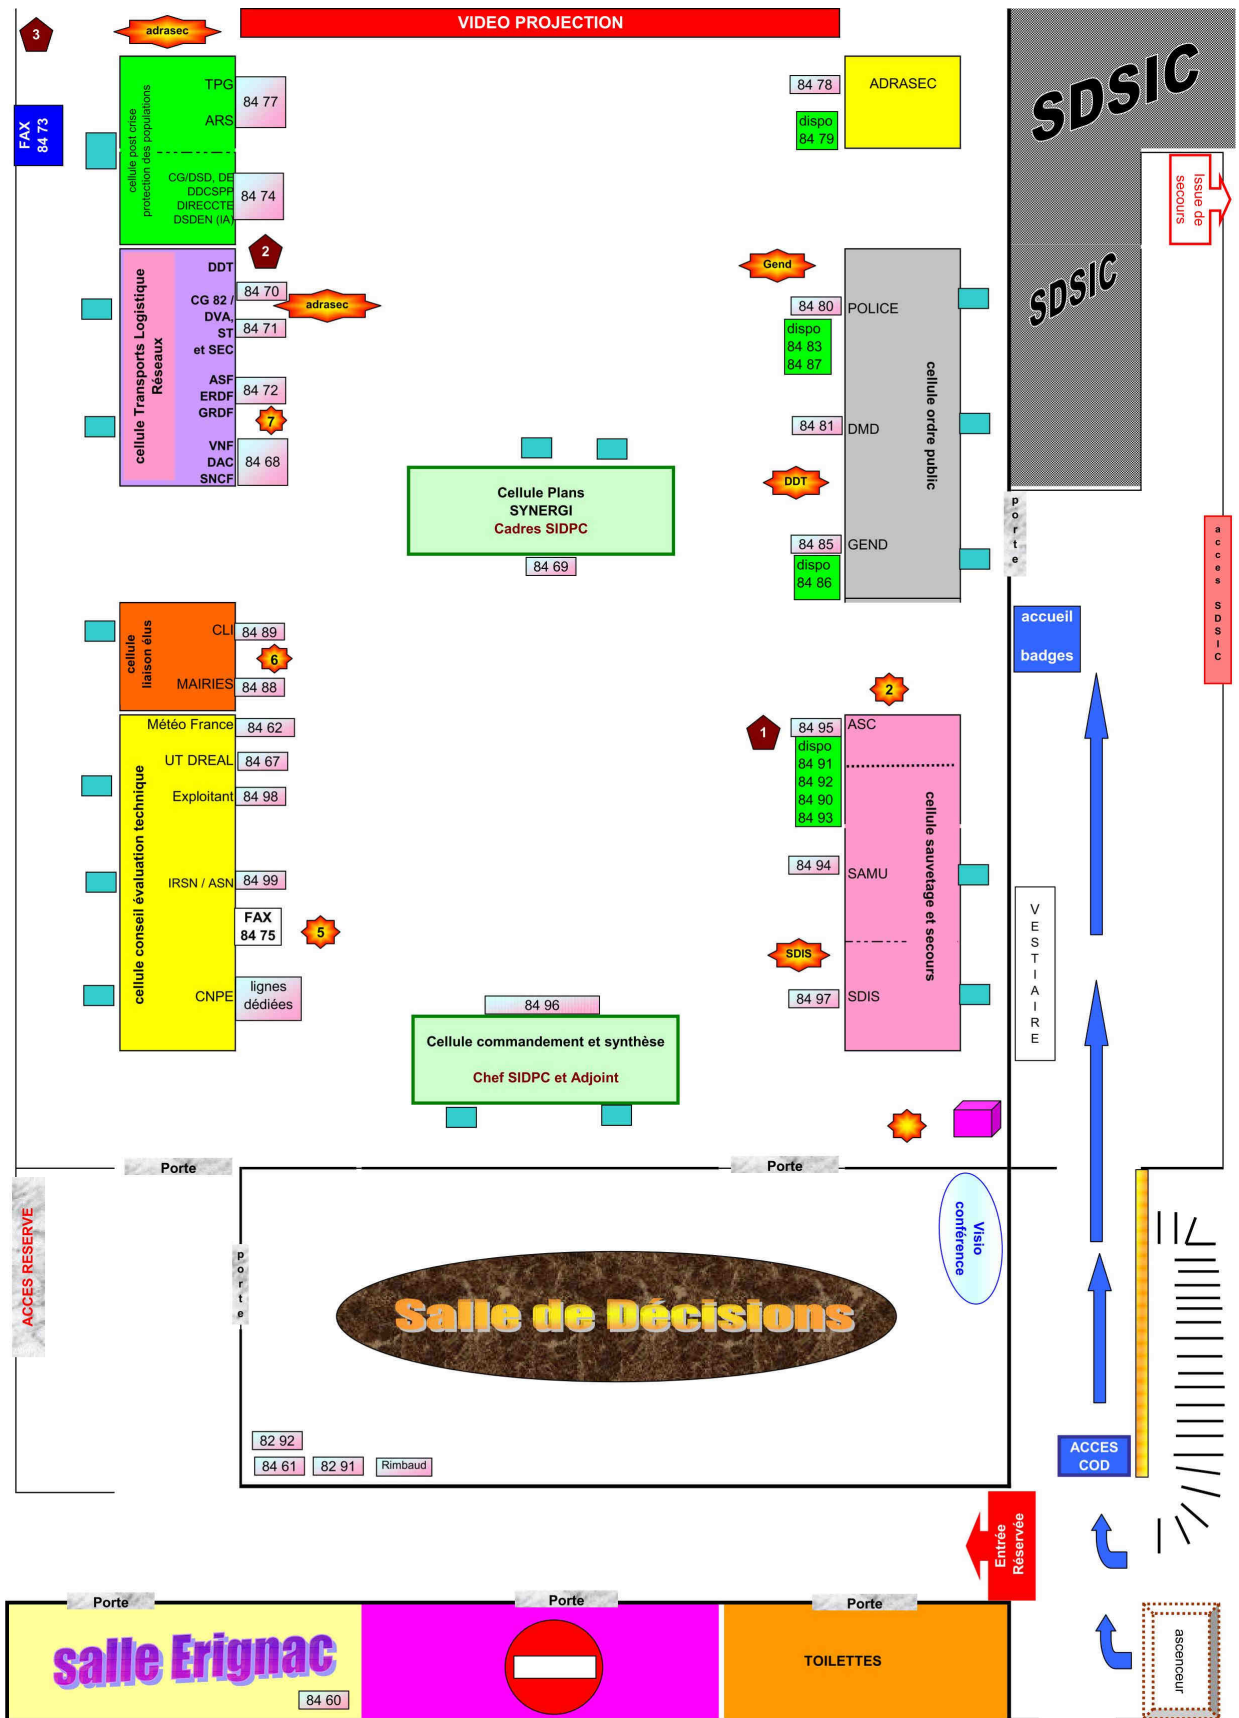 VIDEO PROJECTION
3
adrasec
FAX
84 73
cellule post crise
protection des populations
TPG
ARS
84 77
CG/DSD, DE
DDCSPP
DIRECCTE
DSDEN (IA)
84 74
84 78
ADRASEC
dispo
84 79
SDSIC
Issue de
secours
SDSIC
cellule Transports Logistique
Réseaux
DDT
2
84 70
CG 82 /
DVA,
ST
et SEC
84 71
adrasec
ASF
ERDF
GRDF
84 72
7
VNF
DAC
SNCF
84 68
Gend
84 80
POLICE
dispo
84 83
84 87
84 81
DMD
DDT
84 85
GEND
dispo
84 86
cellule ordre public
porte
acces SDSIC
Cellule Plans
SYNERGI
Cadres SIDPC
84 69
accueil
badges
cellule
liaison élus
CLI
84 89
6
MAIRIES
84 88
cellule conseil évaluation technique
Météo France
84 62
UT DREAL
84 67
Exploitant
84 98
IRSN / ASN
84 99
FAX
84 75
5
CNPE
lignes
dédiées
2
1
84 95
ASC
dispo
84 91
84 92
84 90
84 93
84 94
SAMU
SDIS
84 97
SDIS
cellule sauvetage et secours
VESTIAIRE
84 96
Cellule commandement et synthèse
Chef SIDPC et Adjoint
Porte
Porte
ACCES RESERVE
porte
Visio
conférence
Salle de Décisions
82 92
84 61
82 91
Rimbaud
ACCES
COD
Entrée
Réservée
Porte
Porte
Porte
salle Erignac
84 60
TOILETTES
ascenceur